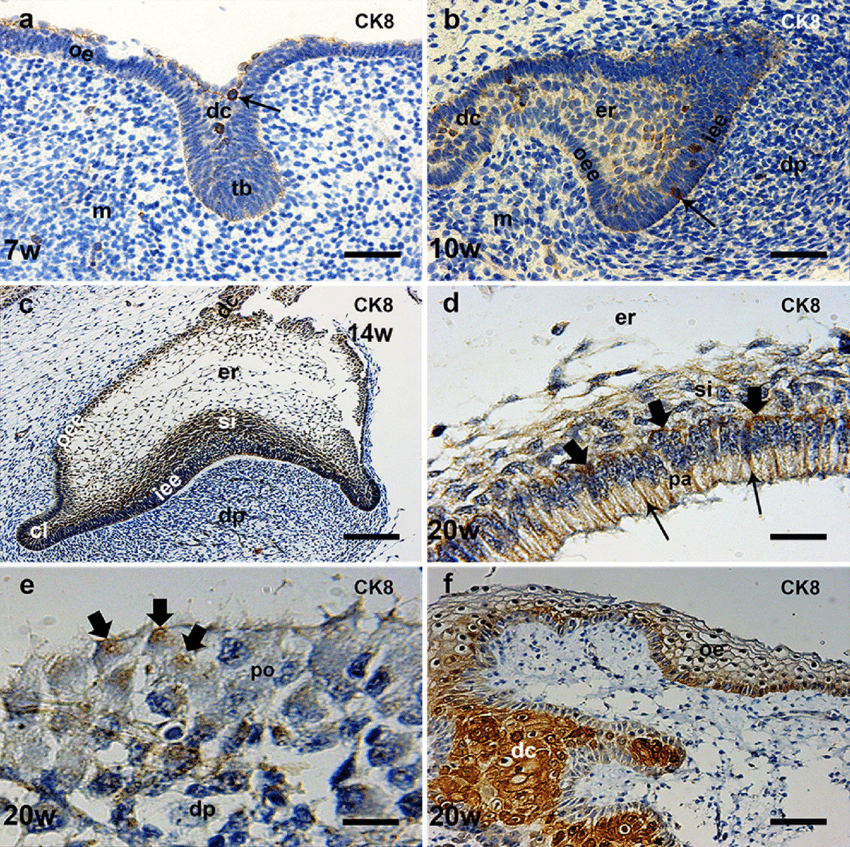 a
CK8
oe
dc
tb
m
7w
b
CK8
dc
er
iee
oee
dp
m
10w
c
CK8
14w
dc
er
oee
si
iee
dp
cl
d
CK8
er
si
pa
20w
e
CK8
po
dp
20w
f
CK8
oe
dc
20w